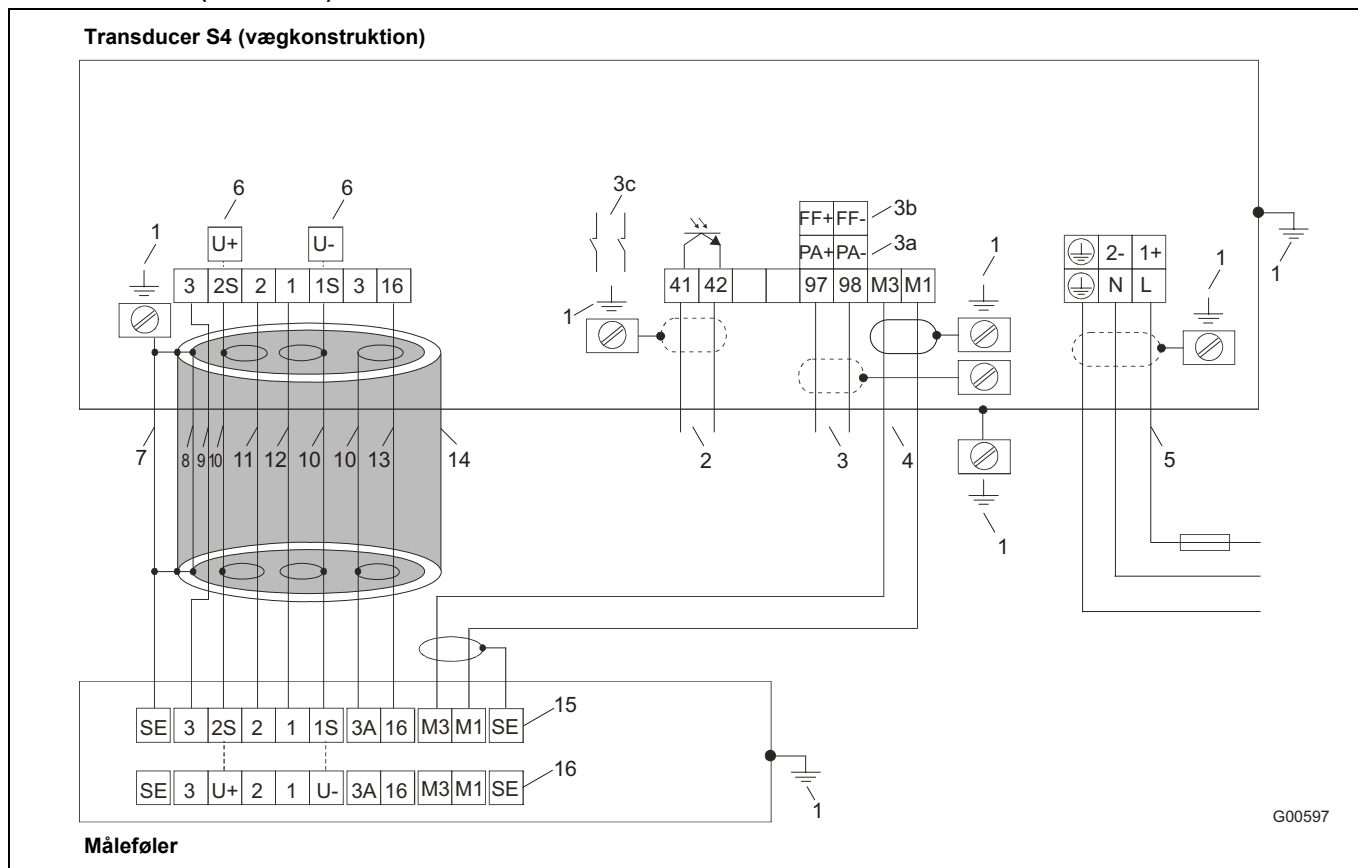 Transducer S4 (vægkonstruktion)
6 6 3c
U+ U- FF+ FF- 3b
1 PA+ PA- 3a 1 2- 1+ 1 1
3 2S 2 1 1S 3 16 41 42 97 98 M3 M1 N L
1
7 8 9 10 11 12 10 10 13 14 2 3 4 5
1
SE 3 2S 2 1 1S 3A 16 M3 M1 SE 15
SE 3 U+ 2 1 U- 3A 16 M3 M1 SE 16
1
G00597
Måleføler